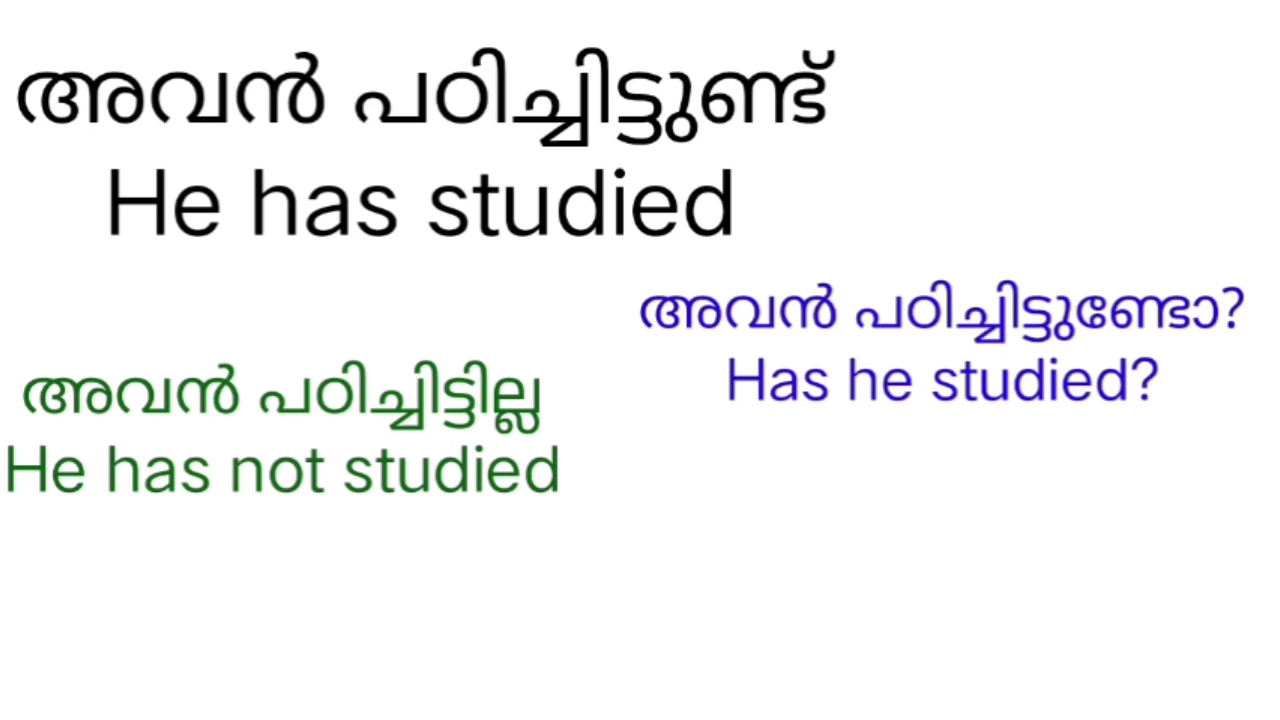 അവൻ പഠിച്ചിട്ടുണ്ട്
He has studied
അവൻ പഠിച്ചിട്ടുണ്ടോ?
Has he studied?
അവൻ പഠിച്ചിട്ടില്ല
He has not studied